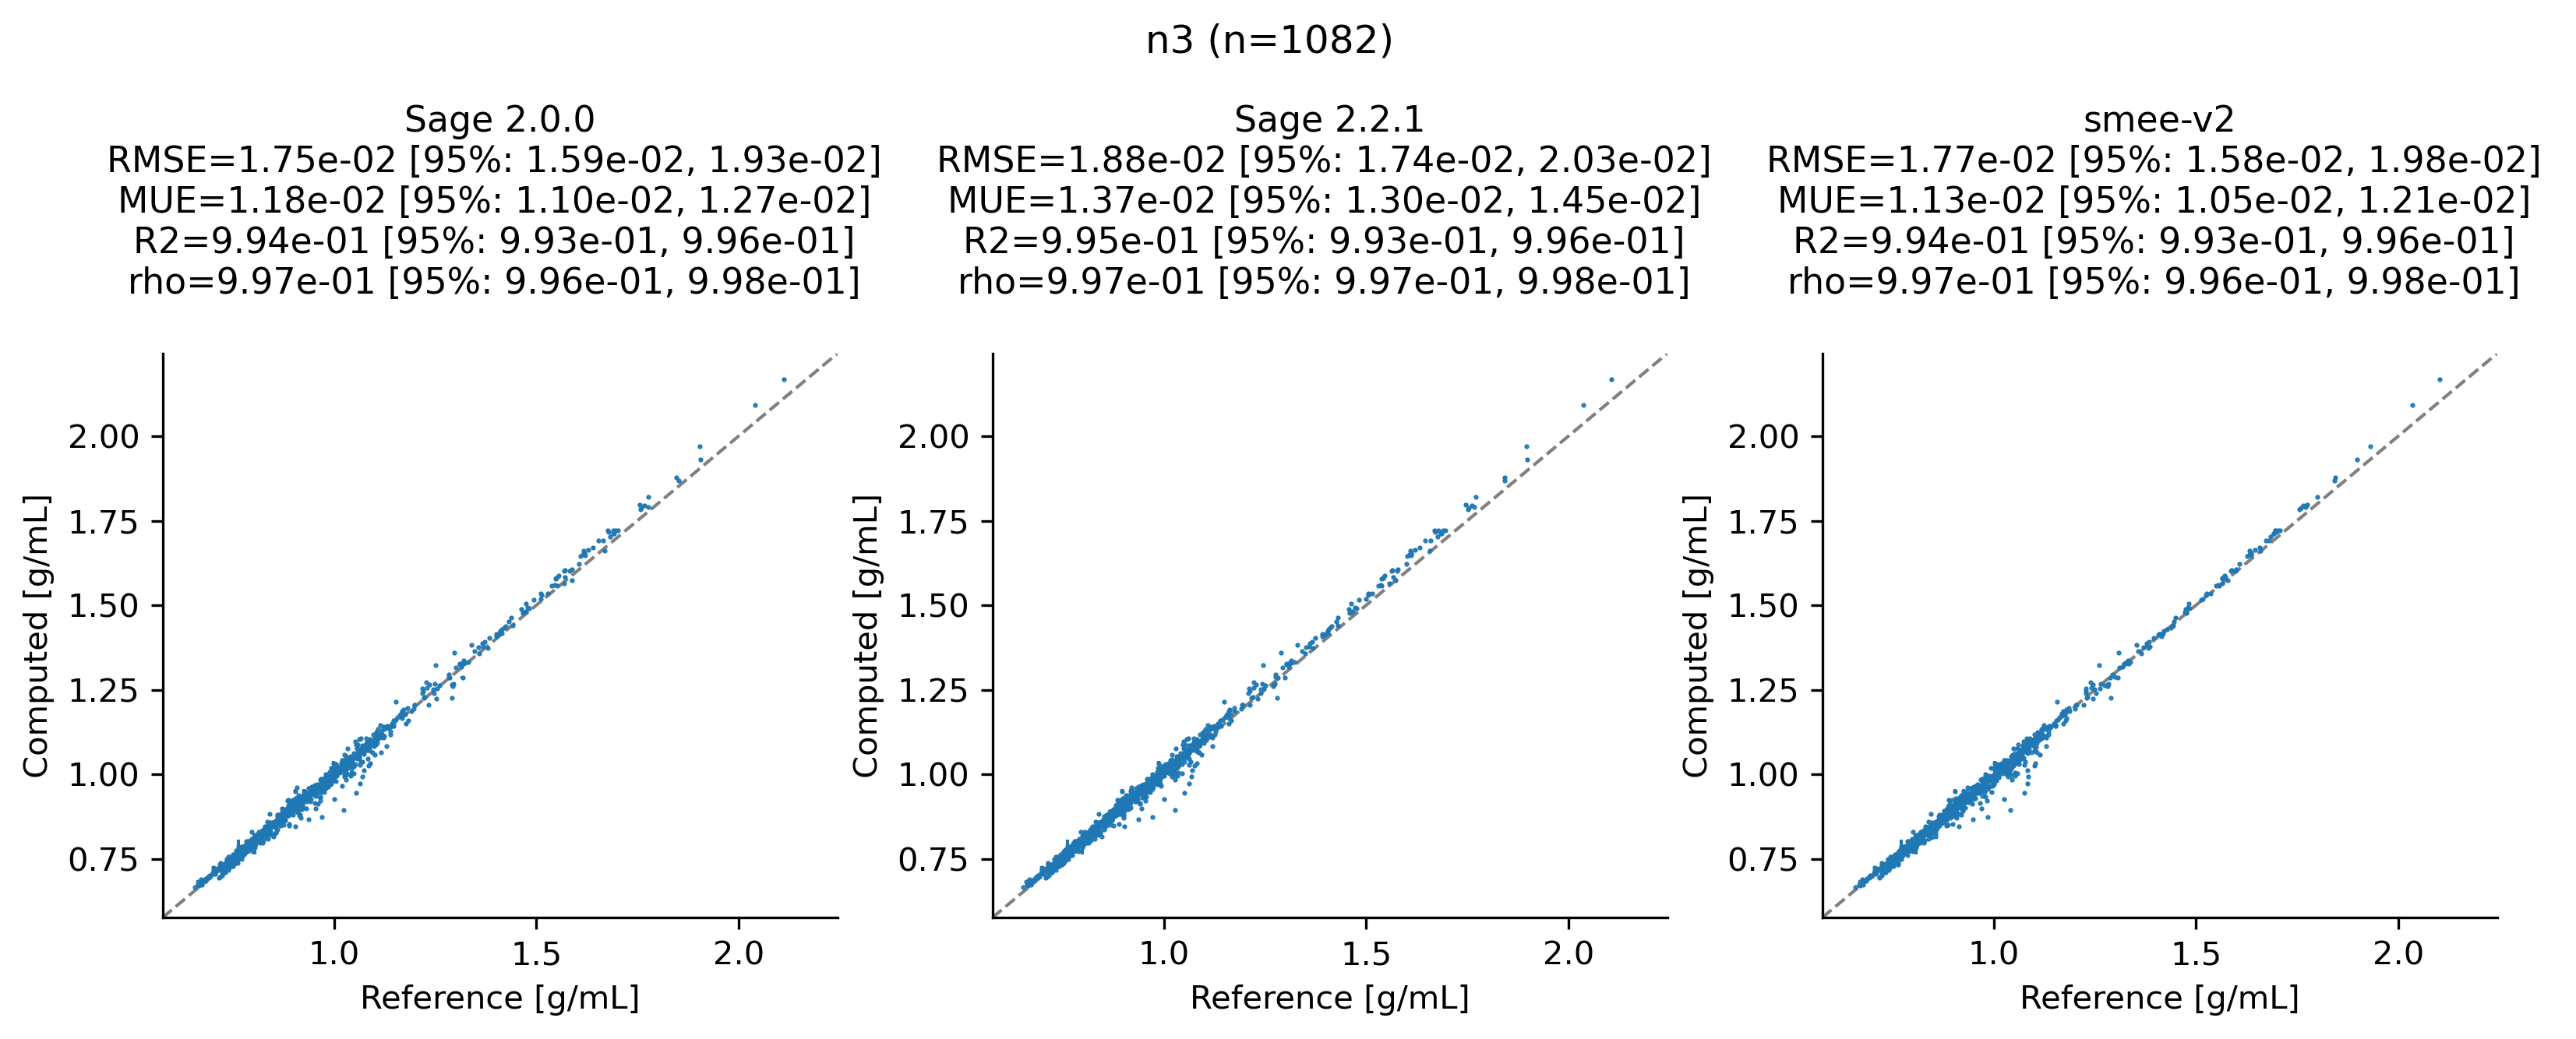 n3 (n=1082)
Sage 2.0.0
RMSE=1.75e-02 [95%: 1.59e-02, 1.93e-02]
MUE=1.18e-02 [95%: 1.10e-02, 1.27e-02]
R2=9.94e-01 [95%: 9.93e-01, 9.96e-01]
rho=9.97e-01 [95%: 9.96e-01, 9.98e-01]
Computed [g/mL]
2.00
1.75
1.50
1.25
1.00
0.75
1.0 1.5 2.0
Reference [g/mL]
Sage 2.2.1
RMSE=1.88e-02 [95%: 1.74e-02, 2.03e-02]
MUE=1.37e-02 [95%: 1.30e-02, 1.45e-02]
R2=9.95e-01 [95%: 9.93e-01, 9.96e-01]
rho=9.97e-01 [95%: 9.97e-01, 9.98e-01]
Computed [g/mL]
2.00
1.75
1.50
1.25
1.00
0.75
1.0 1.5 2.0
Reference [g/mL]
smee-v2
RMSE=1.77e-02 [95%: 1.58e-02, 1.98e-02]
MUE=1.13e-02 [95%: 1.05e-02, 1.21e-02]
R2=9.94e-01 [95%: 9.93e-01, 9.96e-01]
rho=9.97e-01 [95%: 9.96e-01, 9.98e-01]
Computed [g/mL]
2.00
1.75
1.50
1.25
1.00
0.75
1.0 1.5 2.0
Reference [g/mL]